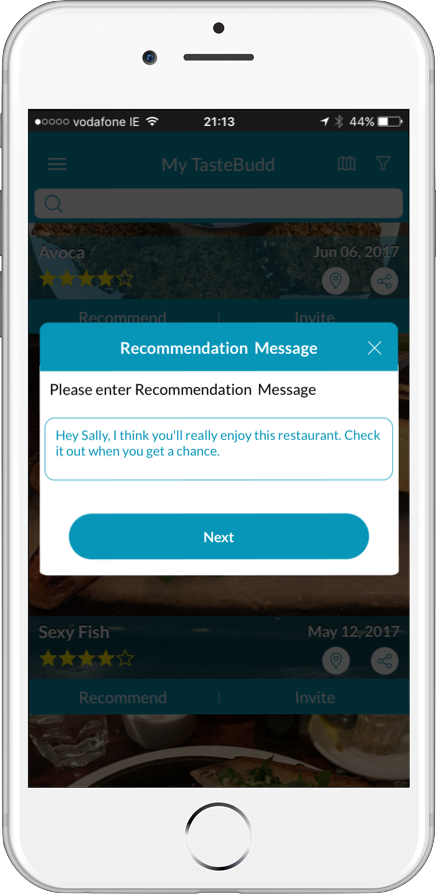 vodafone IE 21:13 44%
My TasteBudd
Avoca Jun 06, 2017
Recommend Invite
Recommendation Message
Please enter Recommendation Message
Hey Sally, I think you'll really enjoy this restaurant. Check
it out when you get a chance.
Next
Sexy Fish May 12, 2017
Recommend Invite